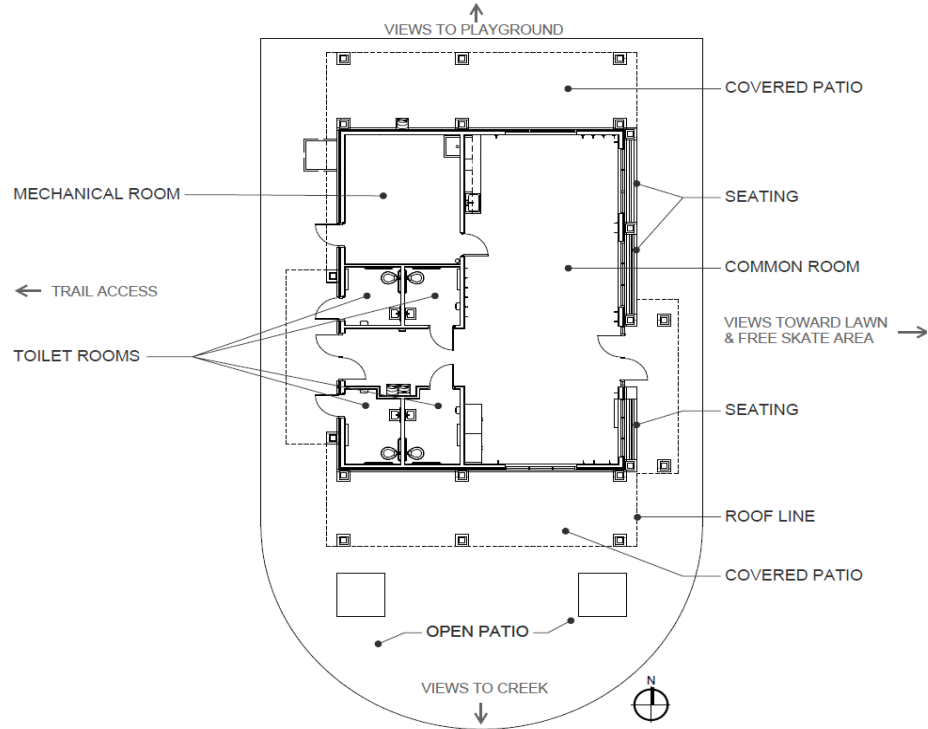 VIEWS TO PLAYGROUND
COVERED PATIO
MECHANICAL ROOM
SEATING
COMMON ROOM
TRAIL ACCESS
VIEWS TOWARD LAWN
& FREE SKATE AREA
TOILET ROOMS
SEATING
ROOF LINE
COVERED PATIO
OPEN PATIO
VIEWS TO CREEK
N